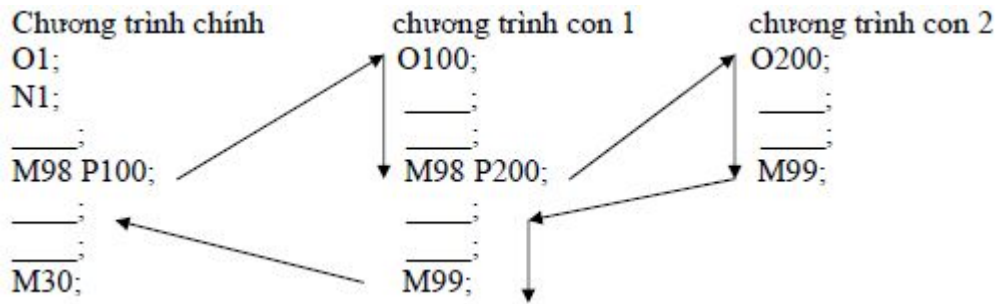 Chương trình chính chương trình con 1 chương trình con 2
O1; O100; O200;
N1; ____; ____;
____; ____; ____;
M98 P100; M98 P200; M99;
____; ____;
____; ____;
M30; M99;